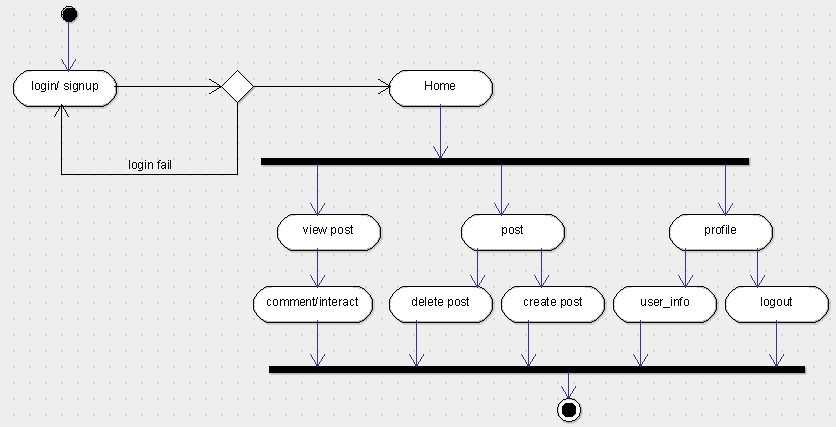 login/ signup
Home
login fail
view post
post
profile
comment/interact
delete post
create post
user_info
logout